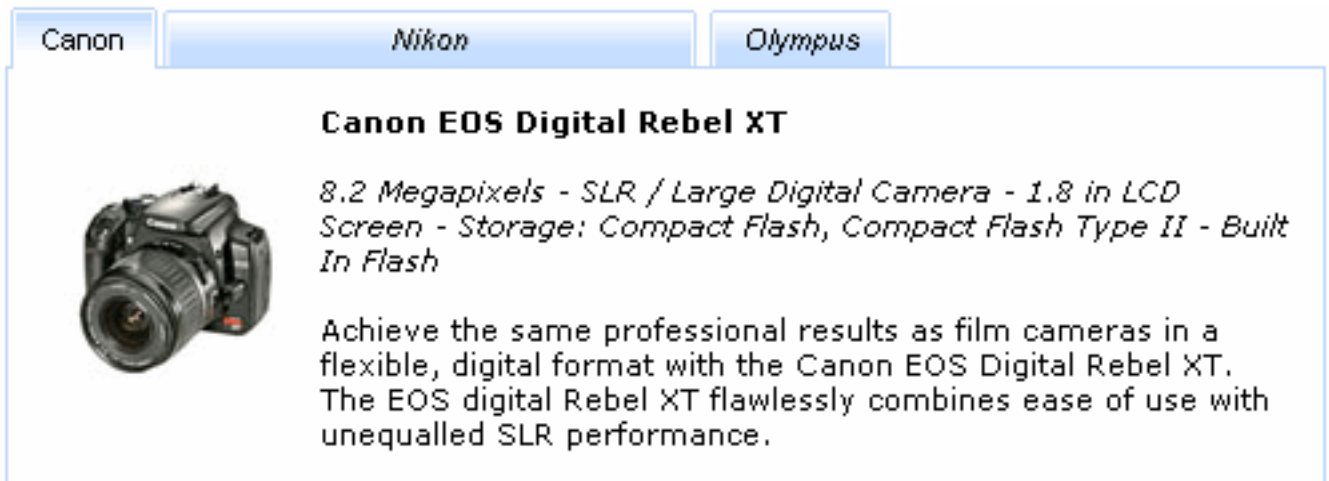 Canon Nikon Olympus
Canon EOS Digital Rebel XT
8.2 Megapixels - SLR / Large Digital Camera - 1.8 in LCD
Screen - Storage: Compact Flash, Compact Flash Type II - Built
In Flash
Achieve the same professional results as film cameras in a
flexible, digital format with the Canon EOS Digital Rebel XT.
The EOS digital Rebel XT flawlessly combines ease of use with
unequalled SLR performance.